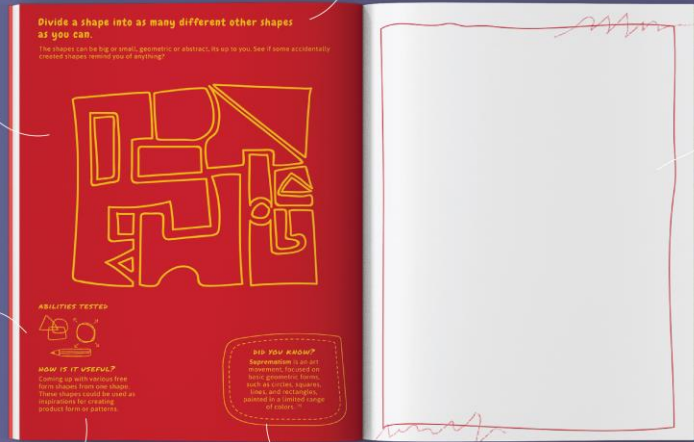 Divide a shape into as many different other shapes
as you can.
The shapes can be big or small, geometric or abstract, its up to you. See if some accidentally
created shapes remind you of anything?
ABILITIES TESTED
HOW IS IT USEFUL?
Coming up with various free
form shapes from one shape.
These shapes could be used as
inspirations for creating
product form or patterns.
DID YOU KNOW?
Suprematism is an art
movement, focused on
basic geometric forms,
such as circles, squares,
lines, and rectangles,
painted in a limited range
of colors.